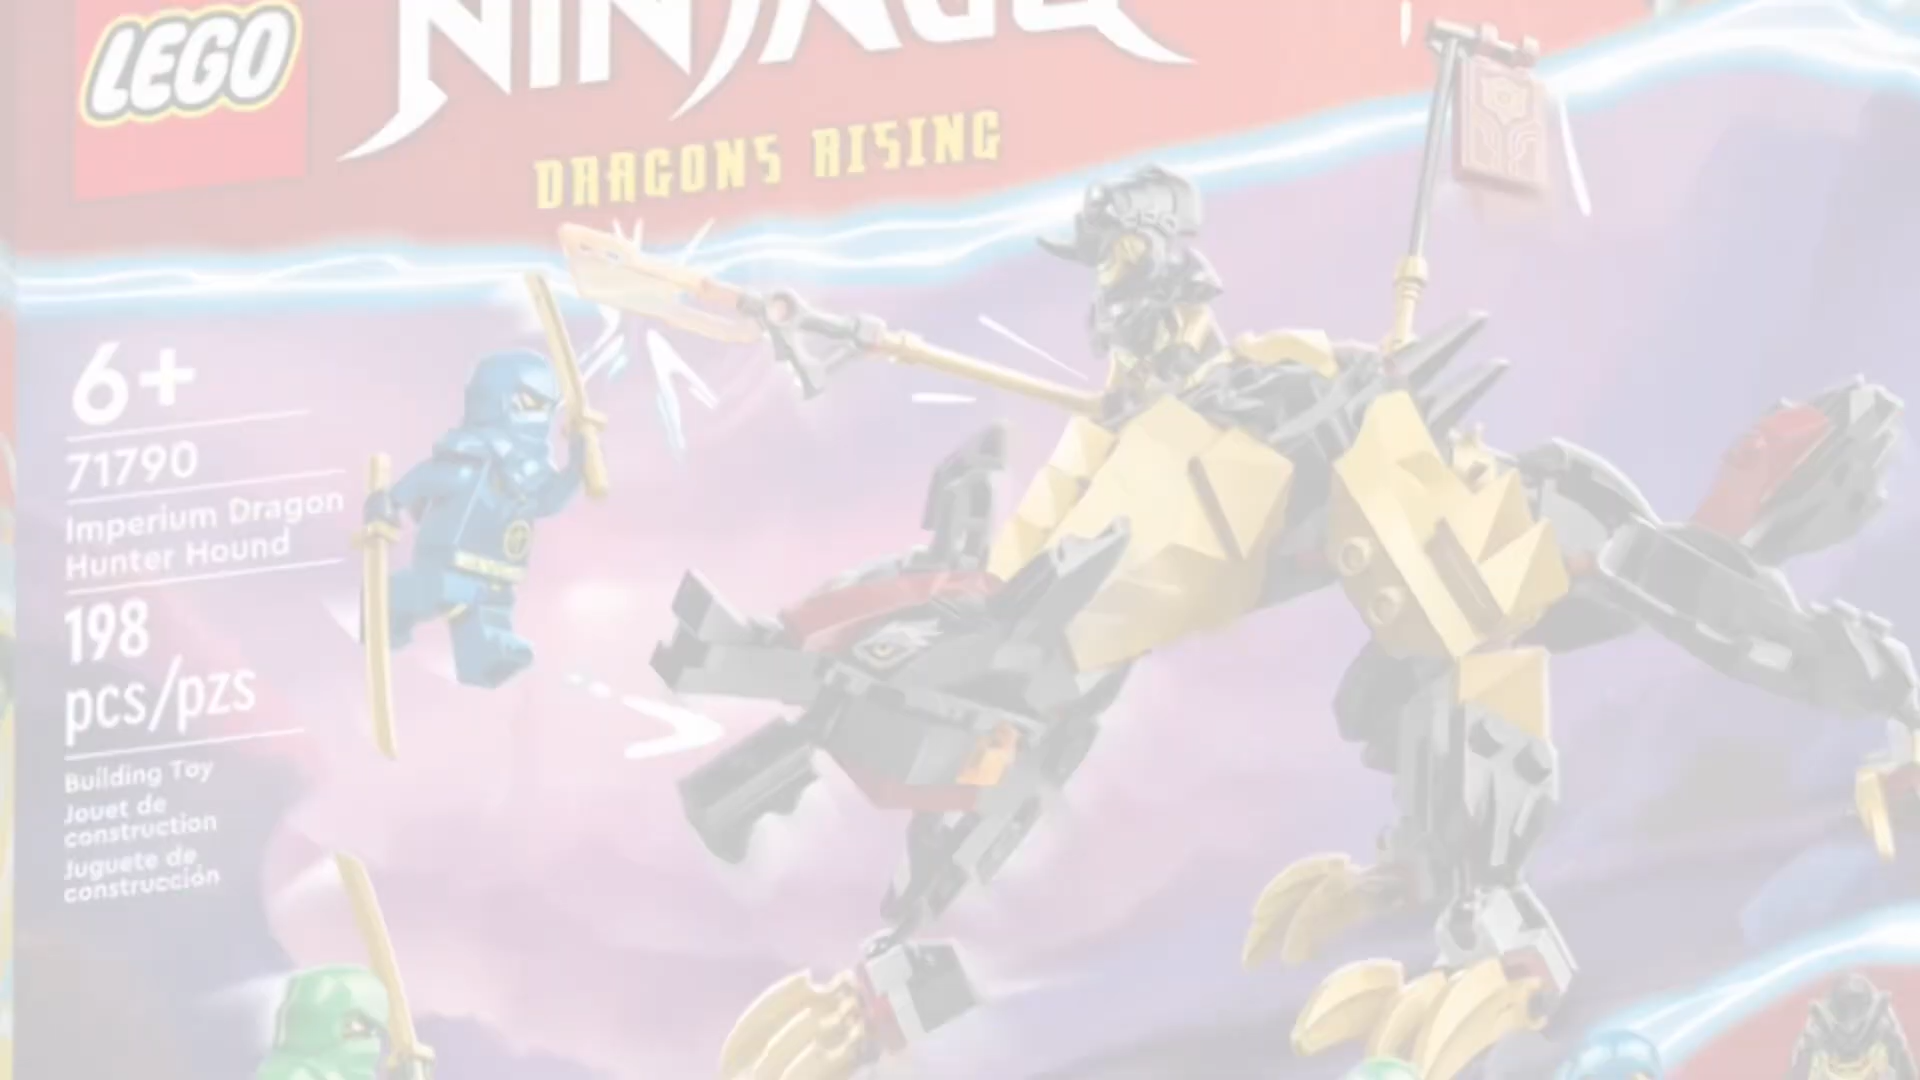 LEGO
NINJAGO
DRAGONS RISING
6+
71790
Imperium Dragon
Hunter Hound
198
pcs/pzs
Building Toy
Jouet de
construction
Juguete de
construcción